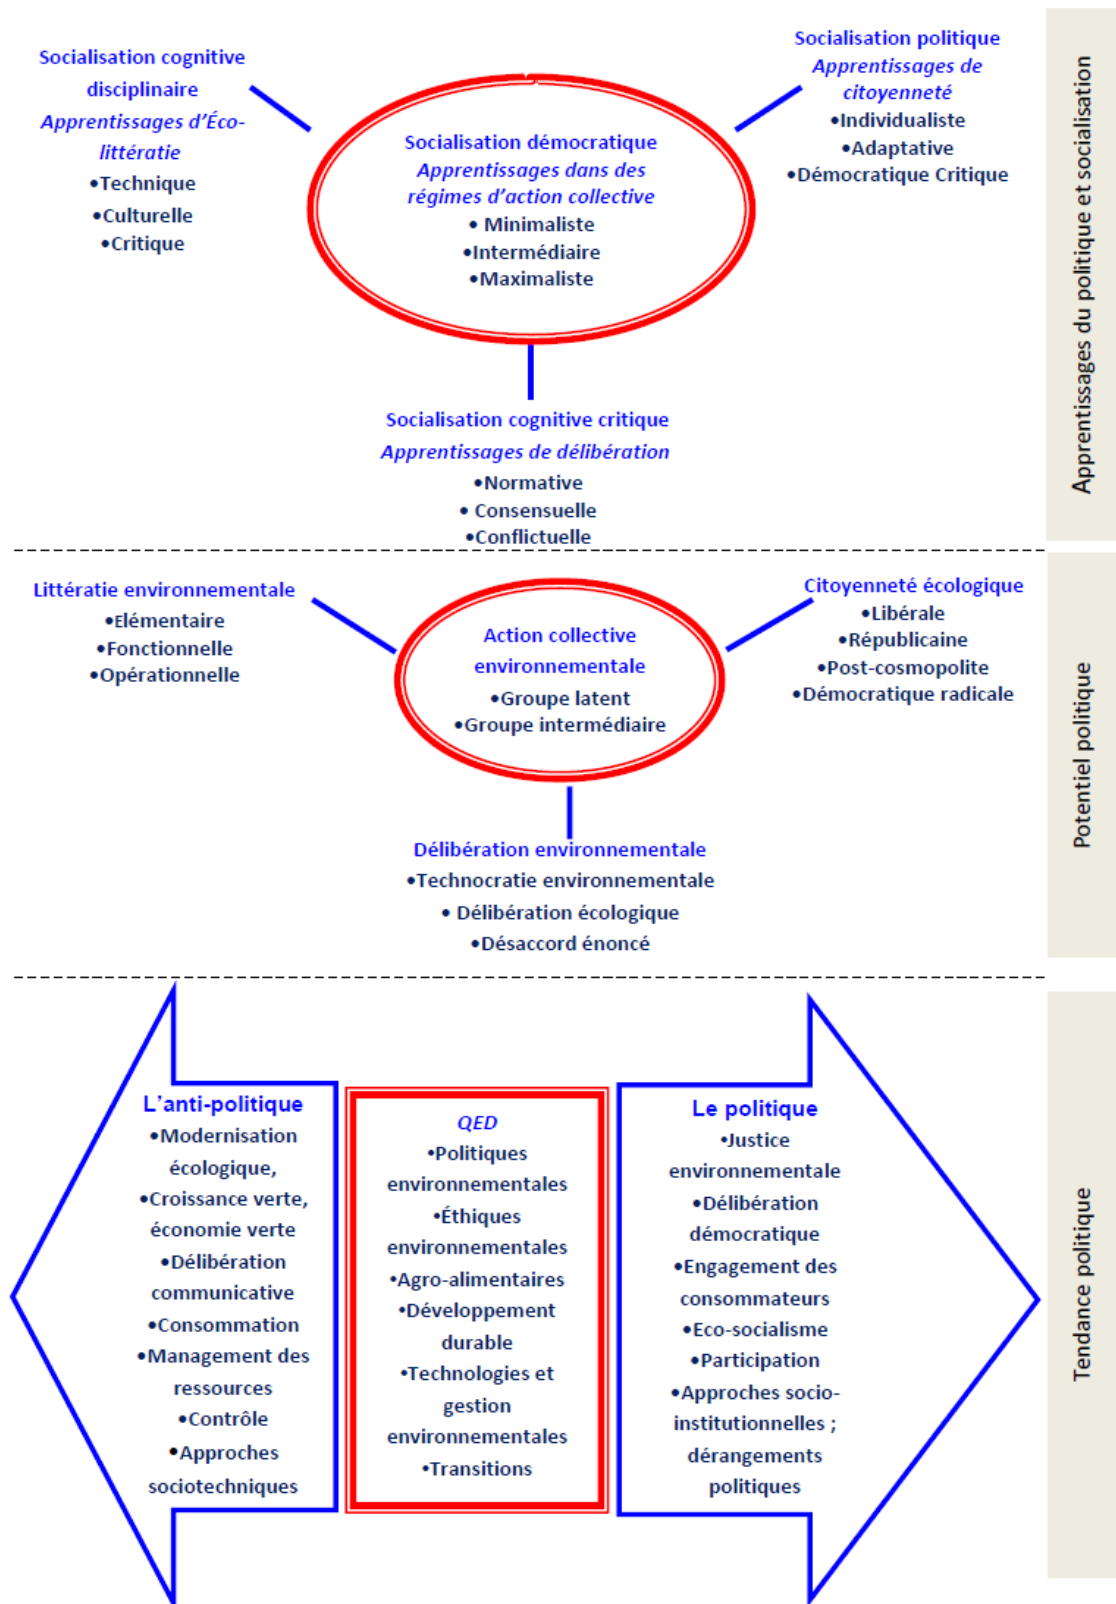 Socialisation cognitive
disciplinaire
Apprentissages d'Éco-
littératie
•Technique
•Culturelle
•Critique
Socialisation démocratique
Apprentissages dans des
régimes d'action collective
• Minimaliste
•Intermédiaire
•Maximaliste
Socialisation politique
Apprentissages de
citoyenneté
•Individualiste
•Adaptative
•Démocratique Critique
Socialisation cognitive critique
Apprentissages de délibération
•Normative
• Consensuelle
•Conflictuelle
Apprentissages du politique et socialisation
Littératie environnementale
•Elémentaire
•Fonctionnelle
•Opérationnelle
Action collective
environnementale
•Groupe latent
•Groupe intermédiaire
Citoyenneté écologique
•Libérale
•Républicaine
•Post-cosmopolite
•Démocratique radicale
Délibération environnementale
•Technocratie environnementale
• Délibération écologique
•Désaccord énoncé
Potentiel politique
L'anti-politique
•Modernisation
écologique,
•Croissance verte,
économie verte
•Délibération
communicative
•Consommation
•Management des
ressources
•Contrôle
•Approches
sociotechniques
QED
•Politiques
environnementales
•Éthiques
environnementales
•Agro-alimentaires
•Développement
durable
•Technologies et
gestion
environnementales
•Transitions
Le politique
•Justice
environnementale
•Délibération
démocratique
•Engagement des
consommateurs
•Eco-socialisme
•Participation
•Approches socio-
institutionnelles ;
dérangements
politiques
Tendance politique